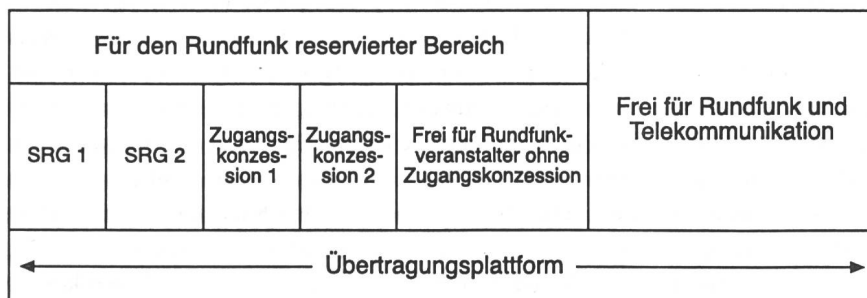 Für den Rundfunk reservierter Bereich
Frei für Rundfunk und
Telekommunikation
SRG 1
SRG 2
Zugangs-
konzes-
sion 1
Zugangs-
konzes-
sion 2
Frei für Rundfunk-
veranstalter ohne
Zugangskonzession
Übertragungsplattform